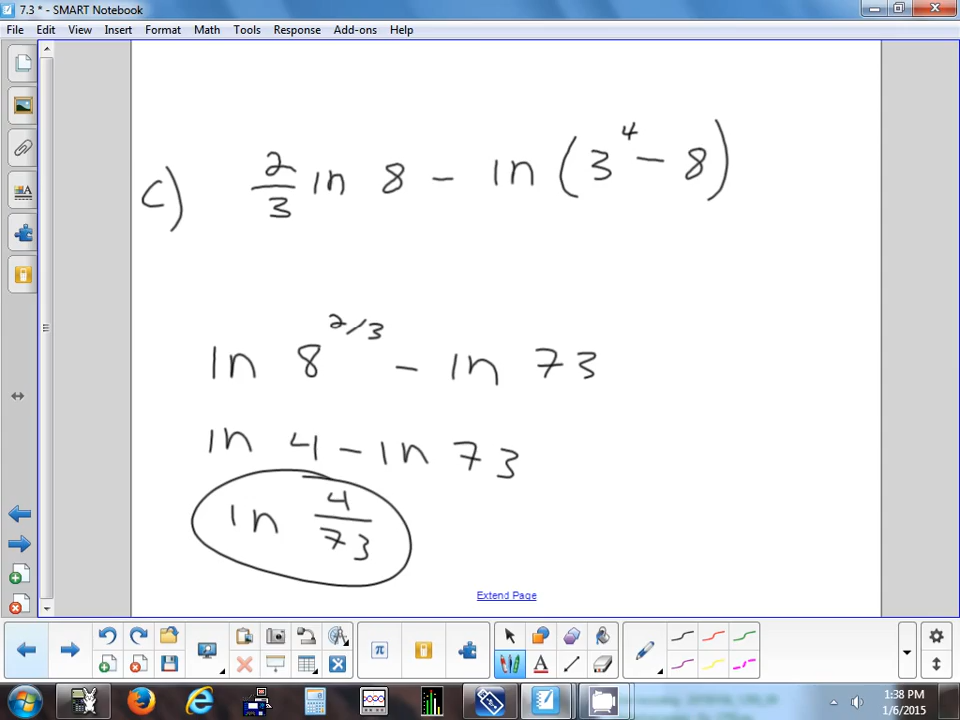 7.3 * - SMART Notebook
File Edit View Insert Format Math Tools Response Add-ons Help
c) 2/3 ln 8 - ln (3^4 - 8)
ln 8^2/3 - ln 73
ln 4 - ln 73
ln 4/73
Extend Page
1:38 PM
1/6/2015